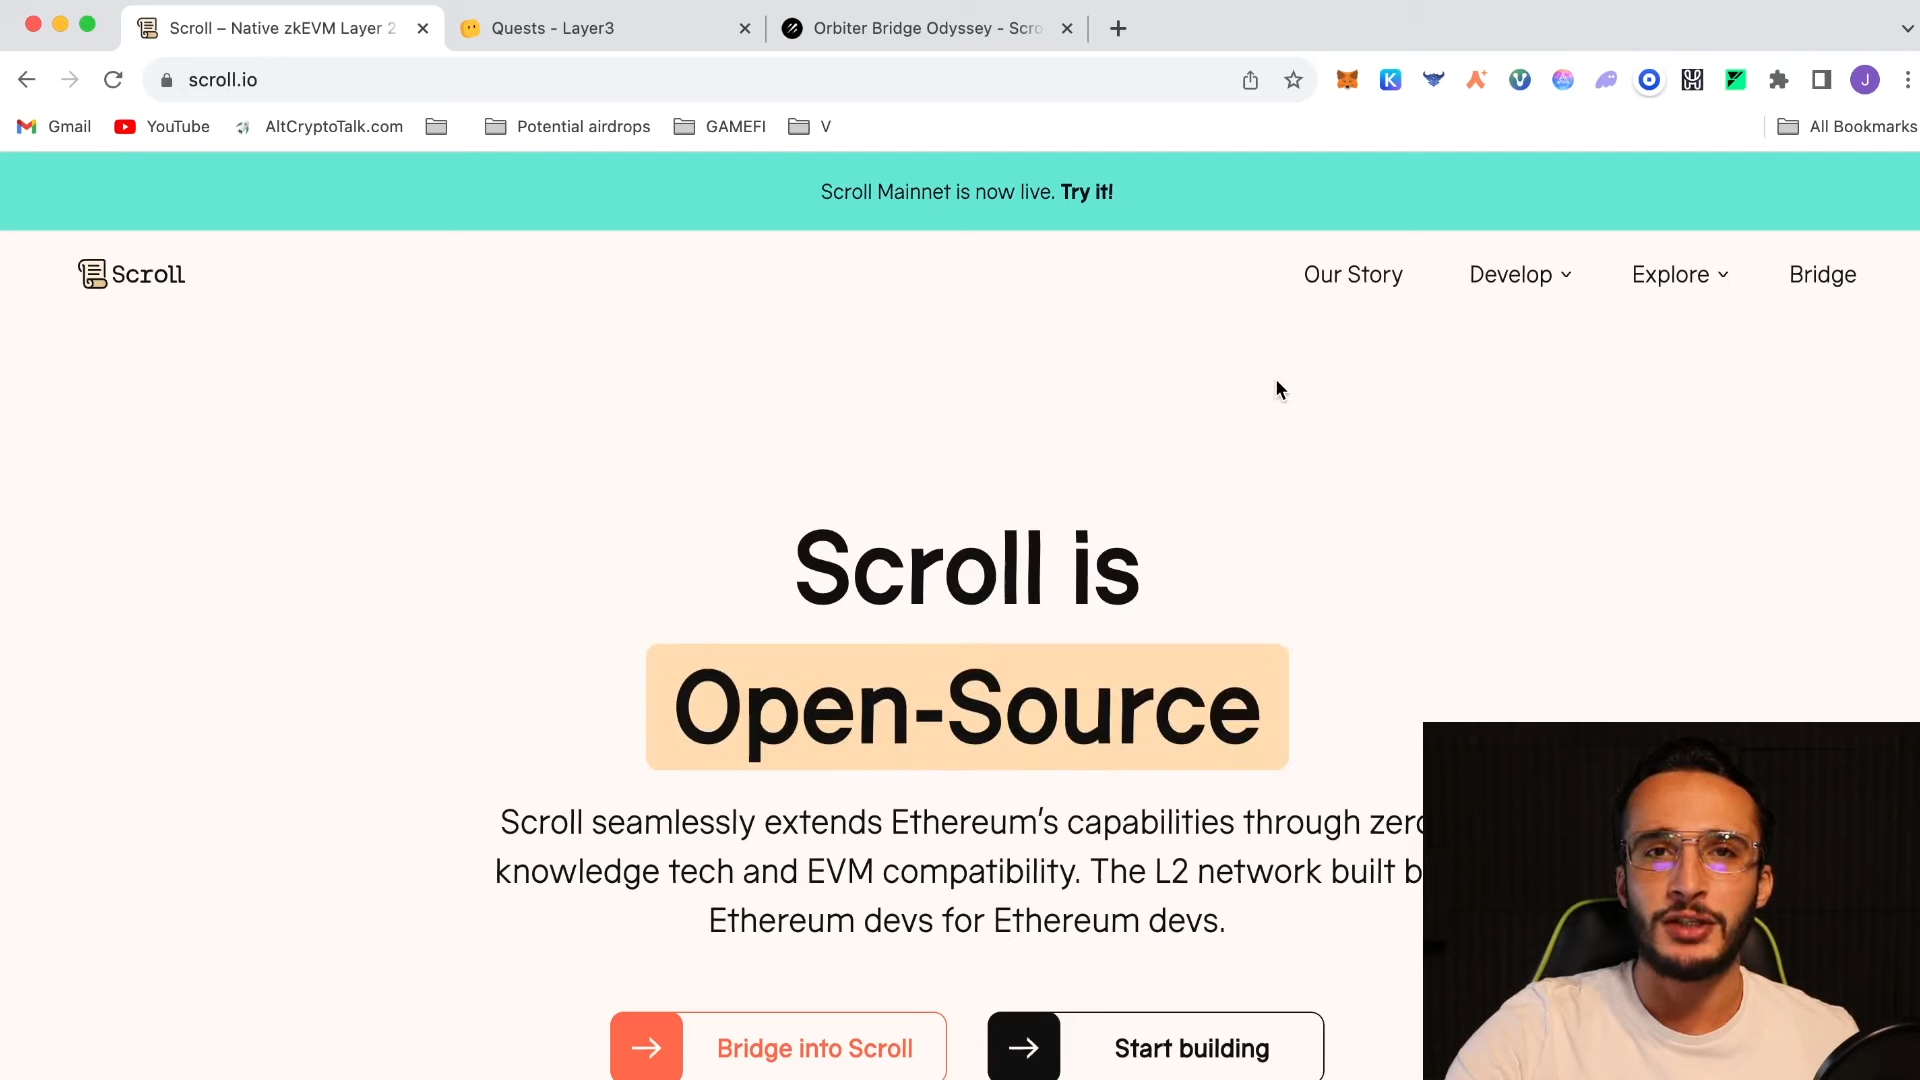 Scroll – Native zkEVM Layer 2
Quests - Layer3
Orbiter Bridge Odyssey - Scro
scroll.io
J
Gmail
YouTube
AltCryptoTalk.com
Potential airdrops
GAMEFI
V
All Bookmarks
Scroll Mainnet is now live. Try it!
Scroll
Our Story
Develop
Explore
Bridge
Scroll is
Open-Source
Scroll seamlessly extends Ethereum’s capabilities through zero
knowledge tech and EVM compatibility. The L2 network built b
Ethereum devs for Ethereum devs.
Bridge into Scroll
Start building